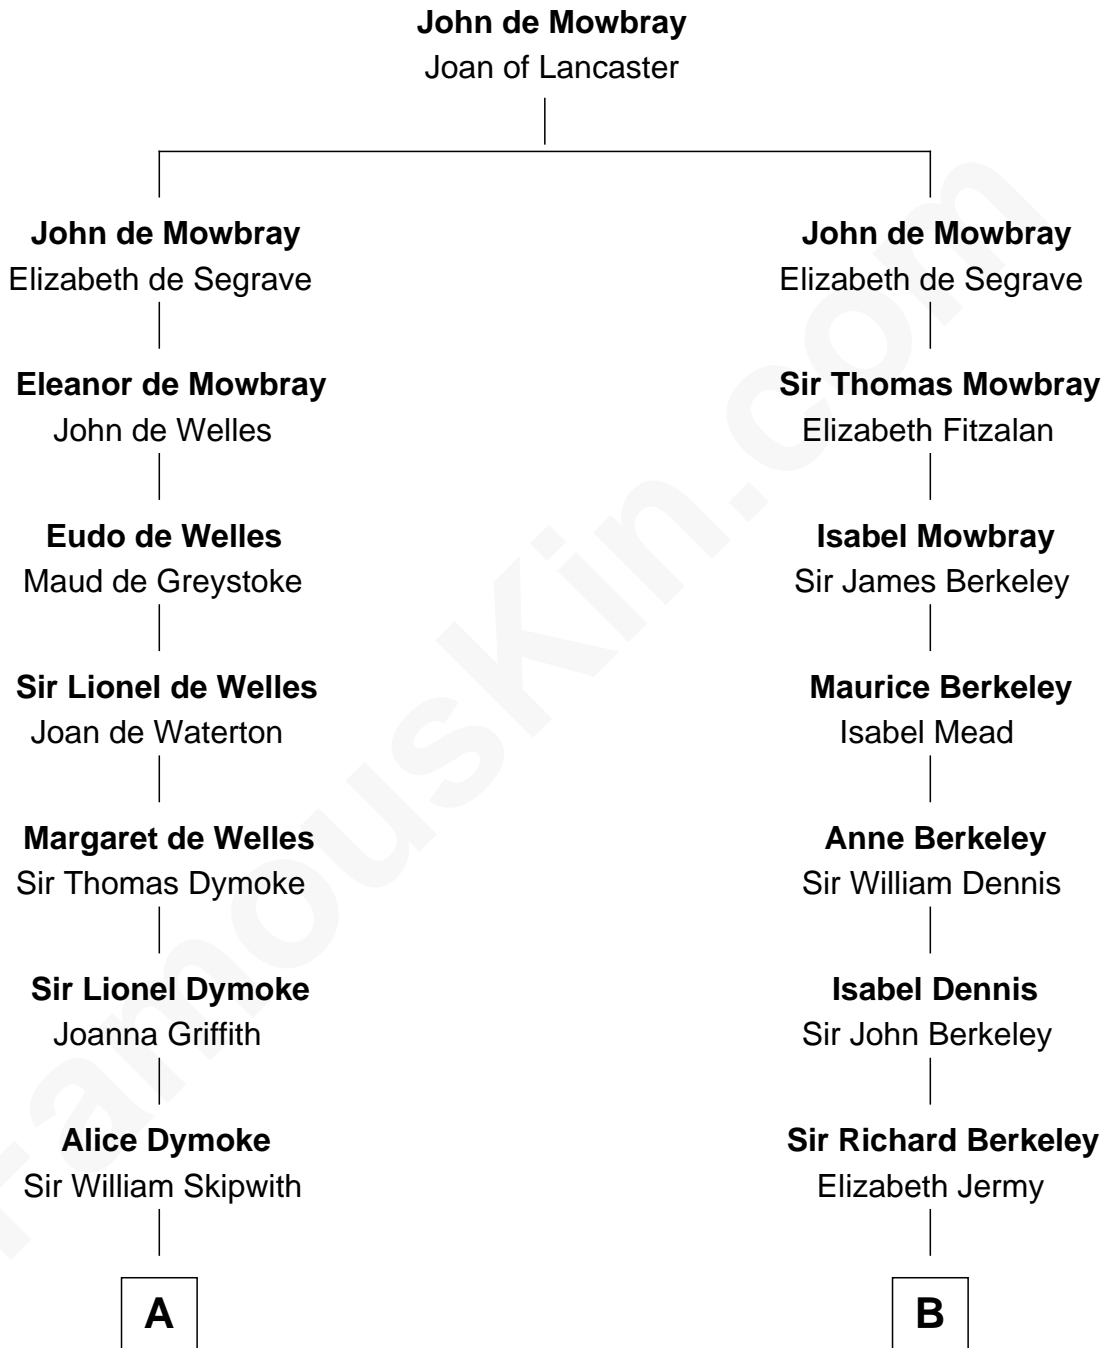 John de Mowbray
Joan of Lancaster
John de Mowbray
Elizabeth de Segrave
Eleanor de Mowbray
John de Welles
Eudo de Welles
Maud de Greystoke
Sir Lionel de Welles
Joan de Waterton
Margaret de Welles
Sir Thomas Dymoke
Sir Lionel Dymoke
Joanna Griffith
Alice Dymoke
Sir William Skipwith
A
John de Mowbray
Elizabeth de Segrave
Sir Thomas Mowbray
Elizabeth Fitzalan
Isabel Mowbray
Sir James Berkeley
Maurice Berkeley
Isabel Mead
Anne Berkeley
Sir William Dennis
Isabel Dennis
Sir John Berkeley
Sir Richard Berkeley
Elizabeth Jermy
B
FamousKin.com